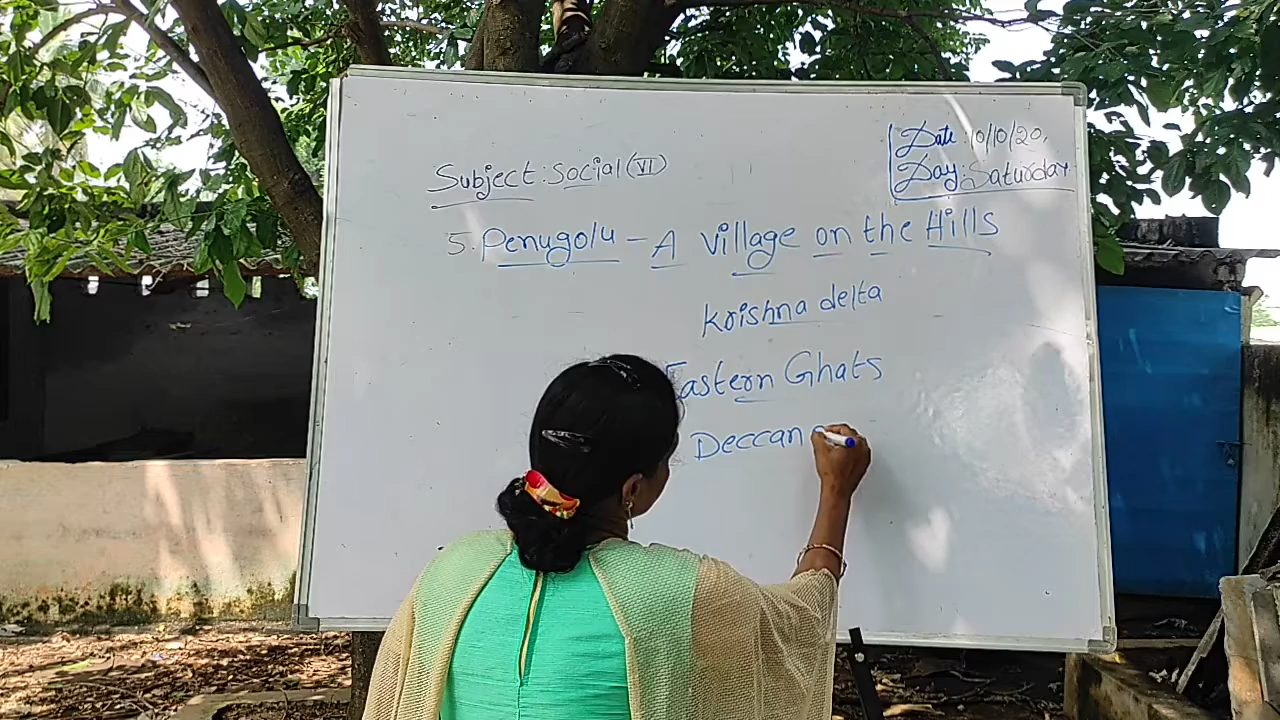 Date: 10/10/20
Day: Saturday
Subject: Social (VI)
5. Penugolu - A Village on the Hills
Krishna delta
Eastern Ghats
Deccan